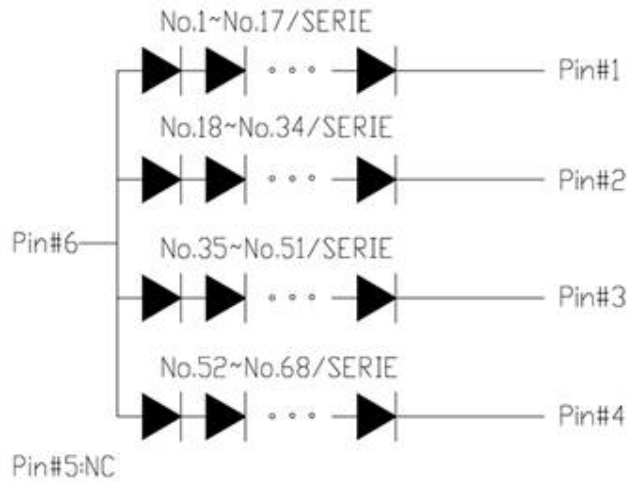 No.1~No.17/SERIE
Pin#1
No.18~No.34/SERIE
Pin#2
Pin#6
No.35~No.51/SERIE
Pin#3
No.52~No.68/SERIE
Pin#4
Pin#5:NC